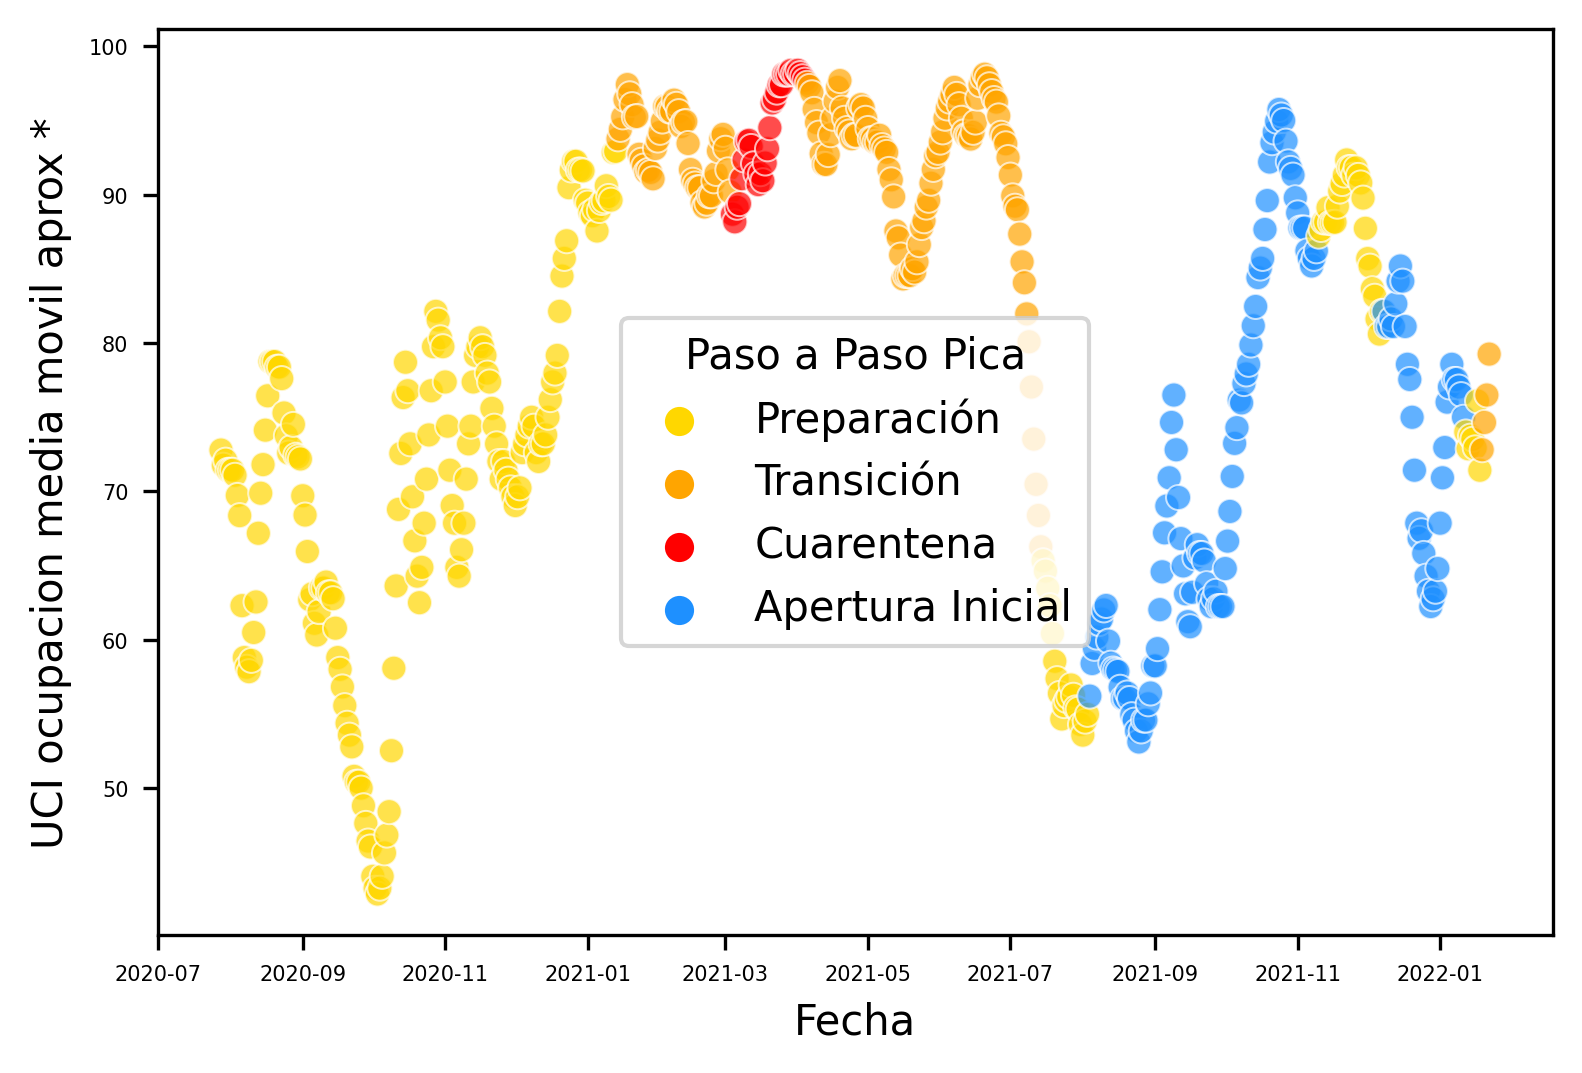 UCI ocupacion media movil aprox *
100
90
80
70
60
50
Paso a Paso Pica
Preparación
Transición
Cuarentena
Apertura Inicial
2020-07 2020-09 2020-11 2021-01 2021-03 2021-05 2021-07 2021-09 2021-11 2022-01
Fecha